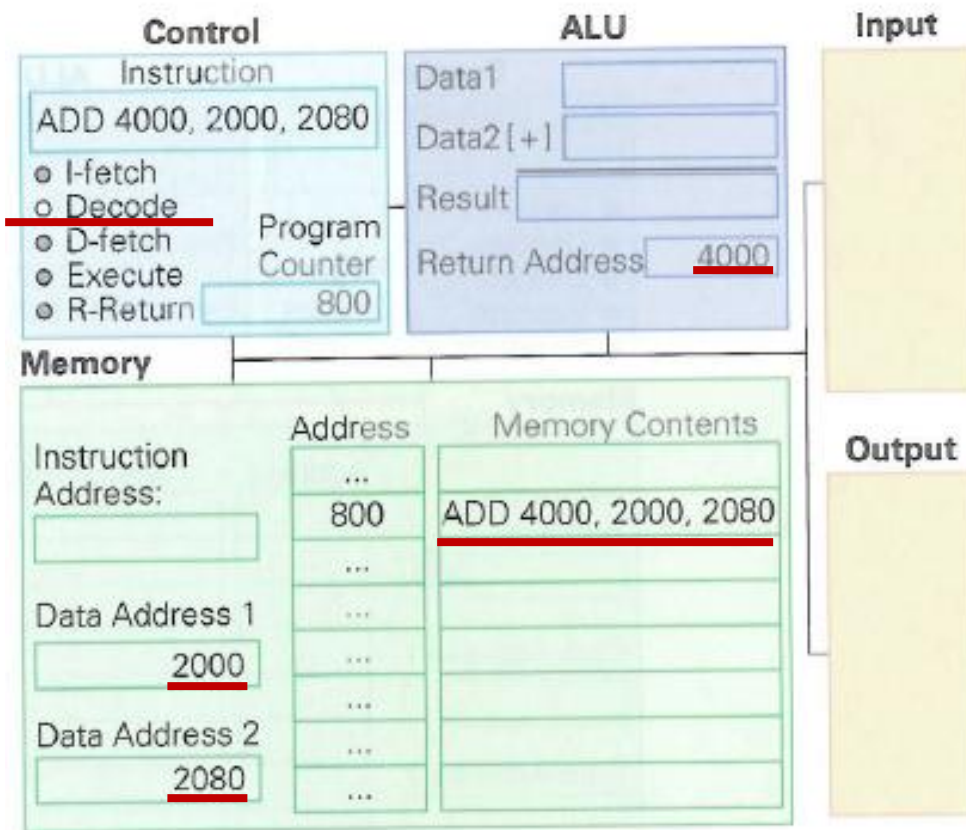 Control
Instruction
ADD 4000, 2000, 2080
I-fetch
Decode
D-fetch
Execute
R-Return
Program
Counter
800
ALU
Data1
Data2 [+]
Result
Return Address 4000
Input
Memory
Instruction
Address:
Data Address 1
2000
Data Address 2
2080
Address Memory Contents
...
800 ADD 4000, 2000, 2080
...
...
...
...
...
...
Output